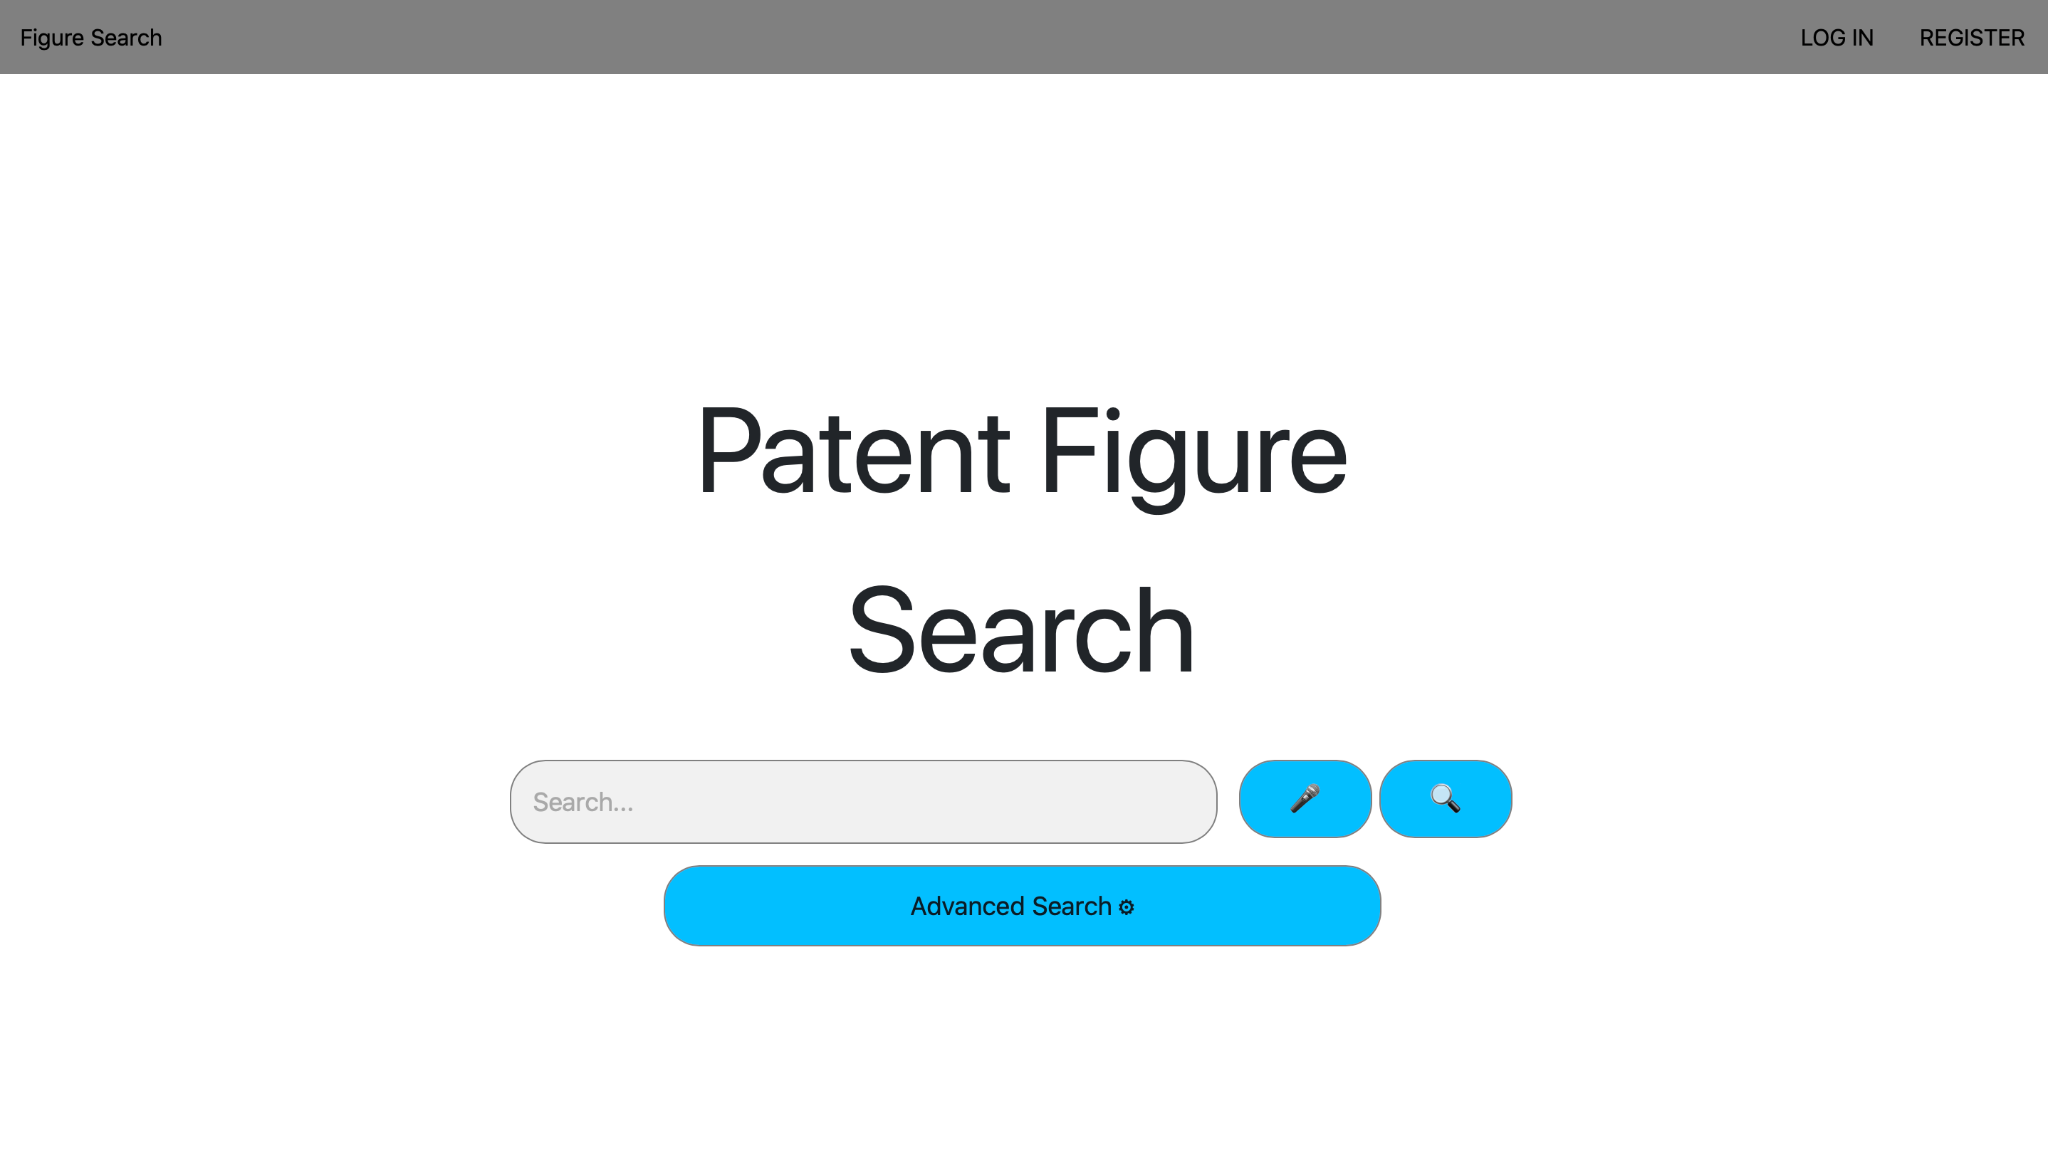 Figure Search
LOG IN
REGISTER
Patent Figure
Search
Search...
Advanced Search ⚙